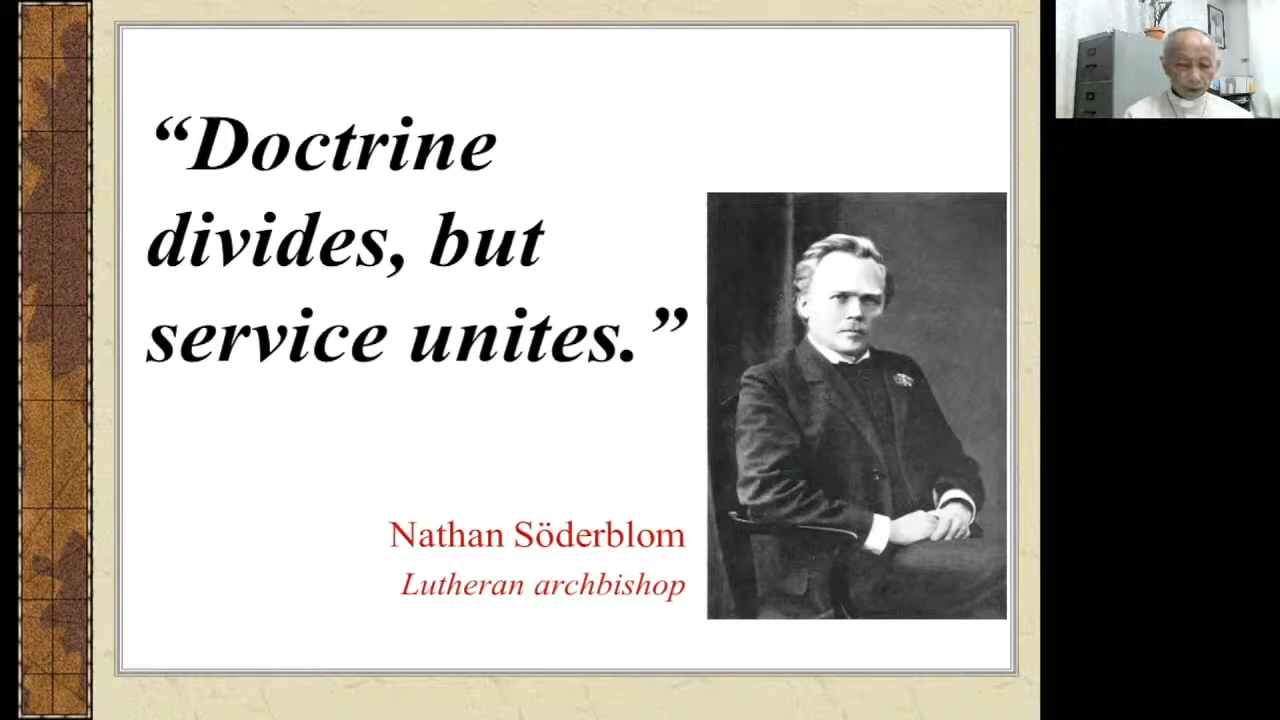 “Doctrine
divides, but
service unites.”
Nathan Söderblom
Lutheran archbishop